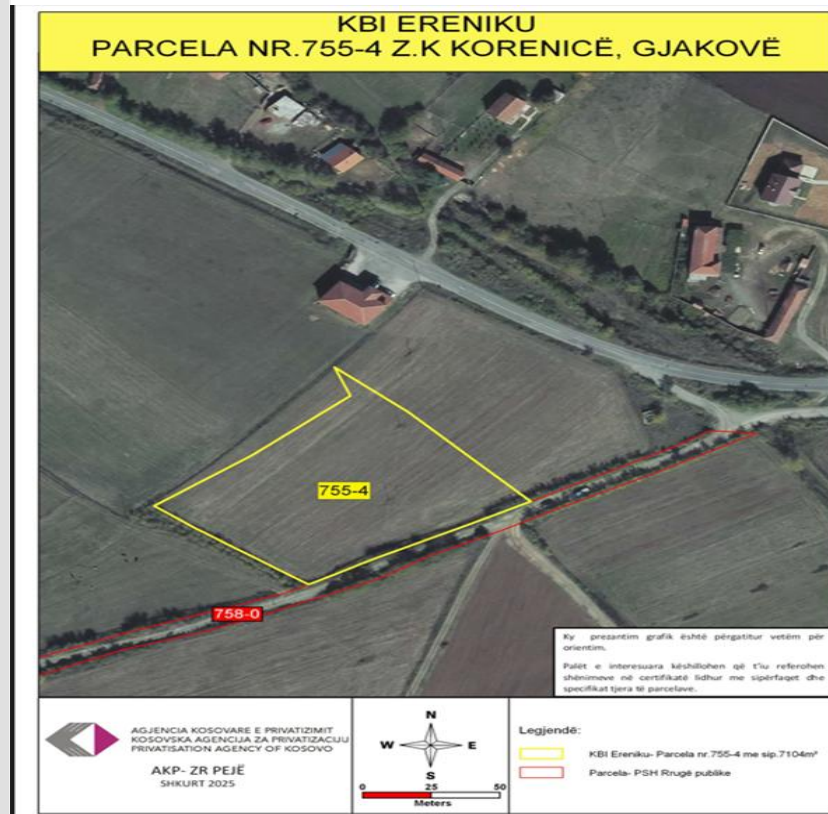 KBI ERENIKU
PARCELA NR.755-4 Z.K KORENICË, GJAKOVË
755-4
758-0
Ky prezantim grafik është përgatitur vetëm për
orientim.
Palët e interesuara këshillohen që t'iu referohen
shënimeve në certifikatë lidhur me sipërfaqet dhe
specifikat tjera të parcelave.
AGJENCIA KOSOVARE E PRIVATIZIMIT
KOSOVSKA AGENCIJA ZA PRIVATIZACIJU
PRIVATISATION AGENCY OF KOSOVO
AKP- ZR PEJË
SHKURT 2025
N
W E
S
0 25 50
Meters
Legjendë:
KBI Ereniku- Parcela nr.755-4 me sip.7104m²
Parcela- PSH Rrugë publike